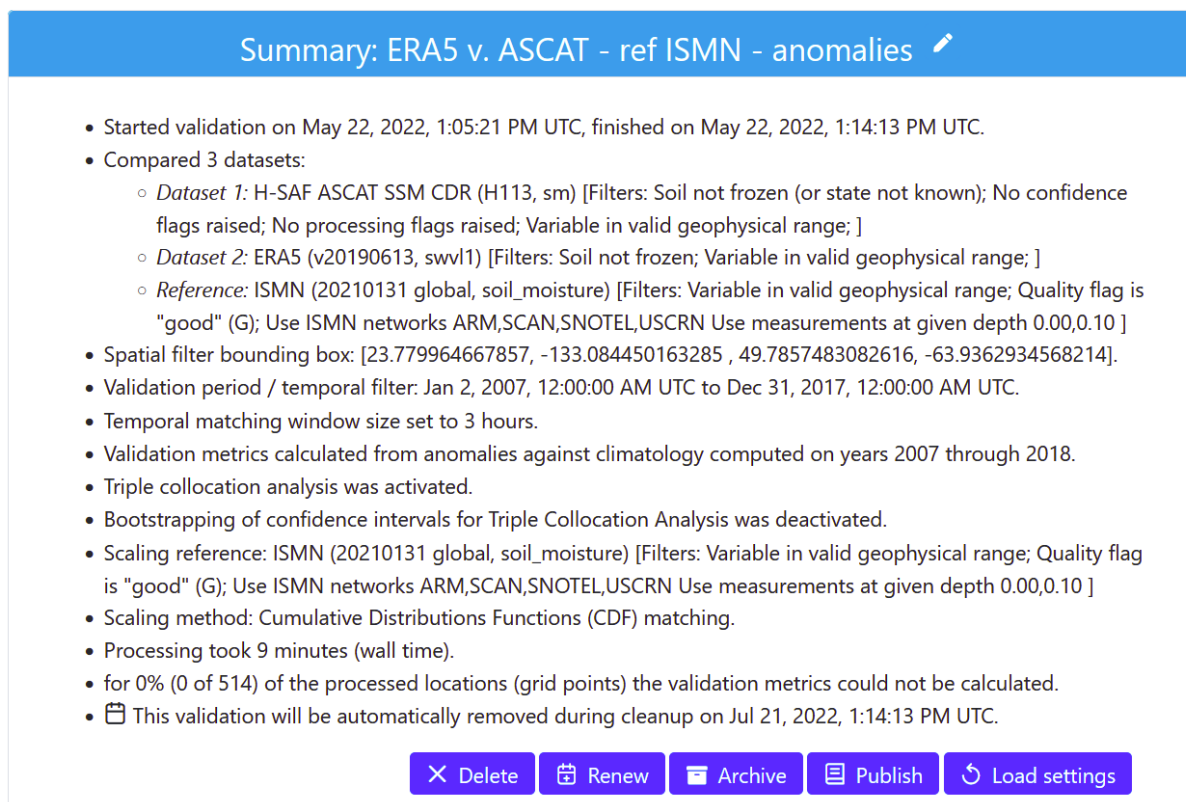 Summary: ERA5 v. ASCAT - ref ISMN - anomalies
• Started validation on May 22, 2022, 1:05:21 PM UTC, finished on May 22, 2022, 1:14:13 PM UTC.
• Compared 3 datasets:
○ Dataset 1: H-SAF ASCAT SSM CDR (H113, sm) [Filters: Soil not frozen (or state not known); No confidence
flags raised; No processing flags raised; Variable in valid geophysical range; ]
○ Dataset 2: ERA5 (v20190613, swvl1) [Filters: Soil not frozen; Variable in valid geophysical range; ]
○ Reference: ISMN (20210131 global, soil_moisture) [Filters: Variable in valid geophysical range; Quality flag is
"good" (G); Use ISMN networks ARM,SCAN,SNOTEL,USCRN Use measurements at given depth 0.00,0.10 ]
• Spatial filter bounding box: [23.779964667857, -133.084450163285 , 49.7857483082616, -63.9362934568214].
• Validation period / temporal filter: Jan 2, 2007, 12:00:00 AM UTC to Dec 31, 2017, 12:00:00 AM UTC.
• Temporal matching window size set to 3 hours.
• Validation metrics calculated from anomalies against climatology computed on years 2007 through 2018.
• Triple collocation analysis was activated.
• Bootstrapping of confidence intervals for Triple Collocation Analysis was deactivated.
• Scaling reference: ISMN (20210131 global, soil_moisture) [Filters: Variable in valid geophysical range; Quality flag
is "good" (G); Use ISMN networks ARM,SCAN,SNOTEL,USCRN Use measurements at given depth 0.00,0.10 ]
• Scaling method: Cumulative Distributions Functions (CDF) matching.
• Processing took 9 minutes (wall time).
• for 0% (0 of 514) of the processed locations (grid points) the validation metrics could not be calculated.
• This validation will be automatically removed during cleanup on Jul 21, 2022, 1:14:13 PM UTC.
Delete Renew Archive Publish Load settings